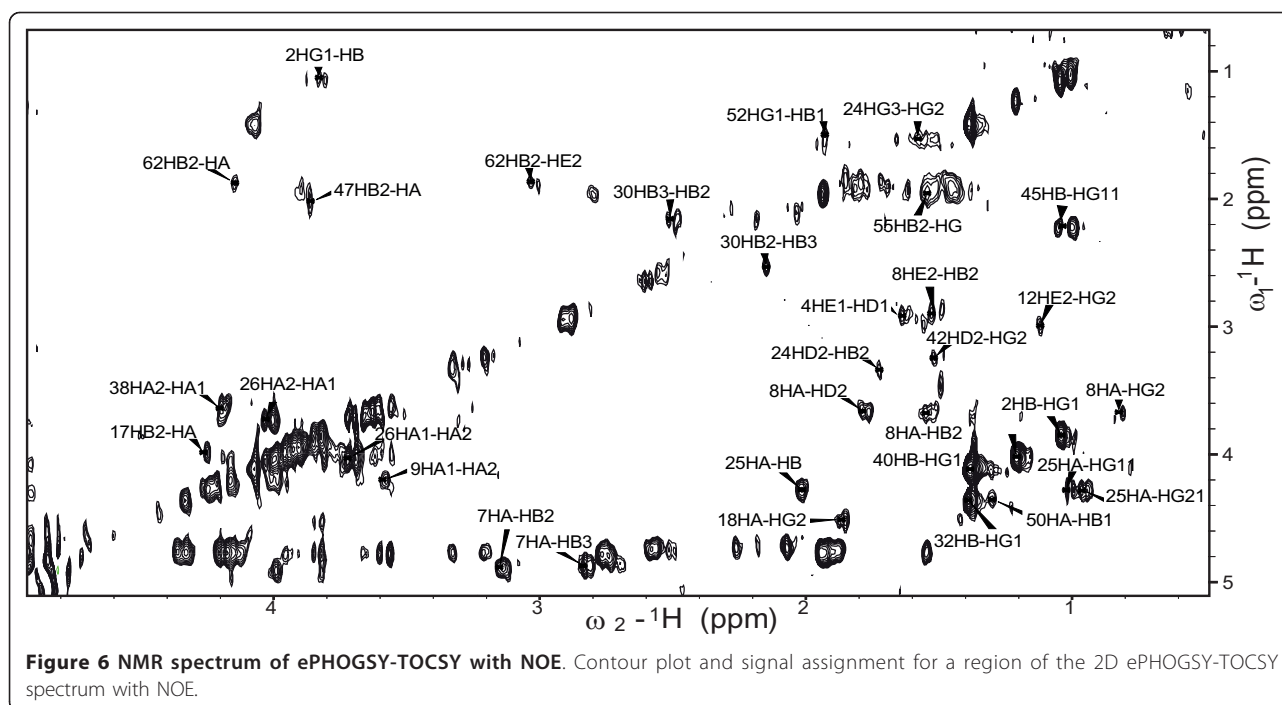 2HG1-HB
1
52HG1-HB1
24HG3-HG2
62HB2-HA
62HB2-HE2
47HB2-HA
30HB3-HB2
45HB-HG11
2
55HB2-HG
30HB2-HB3
8HE2-HB2
4HE1-HD1
12HE2-HG2
3
42HD2-HG2
24HD2-HB2
38HA2-HA1
26HA2-HA1
8HA-HD2
8HA-HG2
2HB-HG1
17HB2-HA
26HA1-HA2
8HA-HB2
40HB-HG1
4
9HA1-HA2
25HA-HB
25HA-HG11
25HA-HG21
18HA-HG2
50HA-HB1
7HA-HB2
7HA-HB3
32HB-HG1
5
ω1-1H (ppm)
4 3 2 1
ω 2 - 1H (ppm)
Figure 6 NMR spectrum of ePHOGSY-TOCSY with NOE. Contour plot and signal assignment for a region of the 2D ePHOGSY-TOCSY
spectrum with NOE.